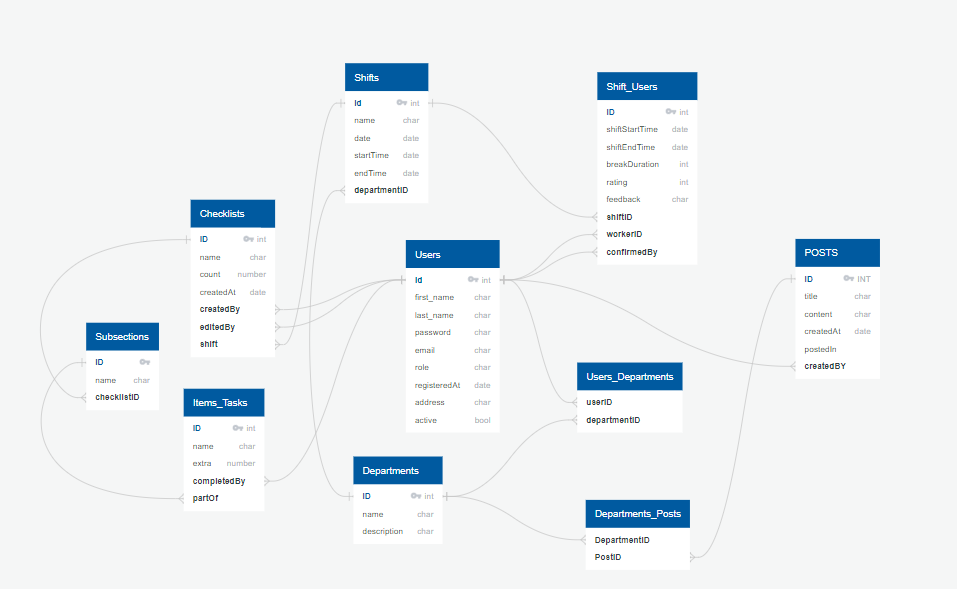 Shifts
Id int
name char
date date
startTime date
endTime date
departmentID
Shift_Users
ID int
shiftStartTime date
shiftEndTime date
breakDuration int
rating int
feedback char
shiftID
workerID
confirmedBy
Checklists
ID int
name char
count number
createdAt date
createdBy
editedBy
shift
Users
Id int
first_name char
last_name char
password char
email char
role char
registeredAt date
address char
active bool
POSTS
ID INT
title char
content char
createdAt date
postedIn
createdBY
Subsections
ID
name char
checklistID
Items_Tasks
ID int
name char
extra number
completedBy
partOf
Users_Departments
userID
departmentID
Departments
ID int
name char
description char
Departments_Posts
DepartmentID
PostID